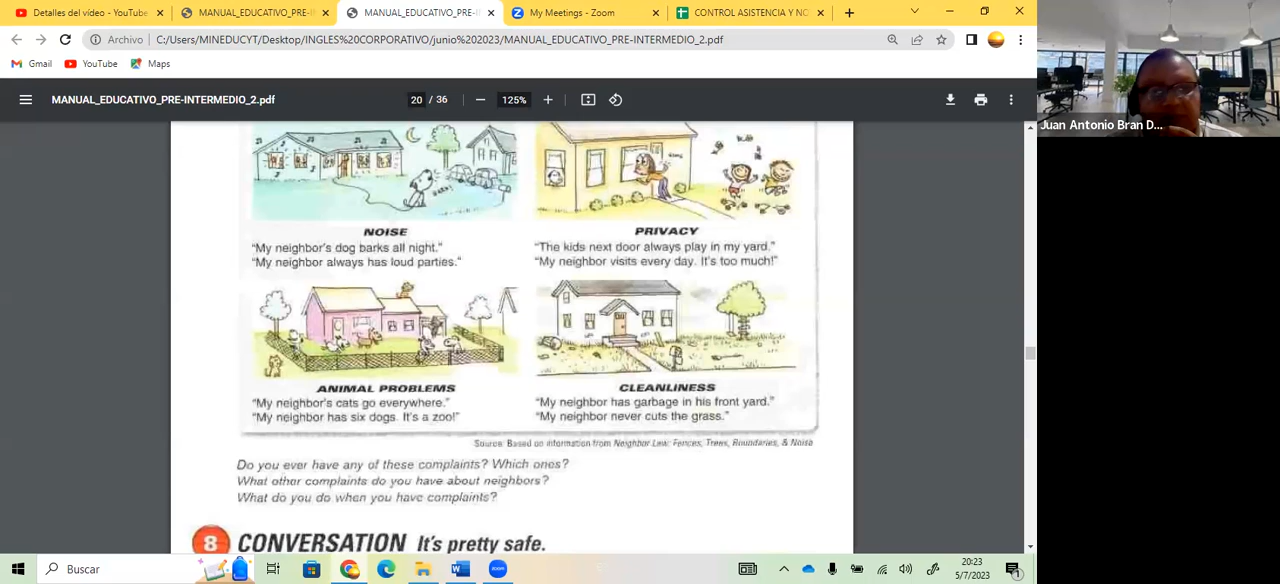 Detalles del vídeo - YouTube
MANUAL_EDUCATIVO_PRE-I
MANUAL_EDUCATIVO_PRE-I
My Meetings - Zoom
CONTROL ASISTENCIA Y NO
Archivo
C:/Users/MINEDUCYT/Desktop/INGLES%20CORPORATIVO/junio%202023/MANUAL_EDUCATIVO_PRE-INTERMEDIO_2.pdf
Gmail
YouTube
Maps
MANUAL_EDUCATIVO_PRE-INTERMEDIO_2.pdf
20 / 36
125%
Juan Antonio Bran D...
NOISE
"My neighbor's dog barks all night."
"My neighbor always has loud parties."
PRIVACY
"The kids next door always play in my yard."
"My neighbor visits every day. It's too much!"
ANIMAL PROBLEMS
"My neighbor's cats go everywhere."
"My neighbor has six dogs. It's a zoo!"
CLEANLINESS
"My neighbor has garbage in his front yard."
"My neighbor never cuts the grass."
Source: Based on information from Neighbor Law: Fences, Trees, Boundaries, & Noise
Do you ever have any of these complaints? Which ones?
What other complaints do you have about neighbors?
What do you do when you have complaints?
8 CONVERSATION It's pretty safe.
Buscar
zoom
20:23
5/7/2023
1